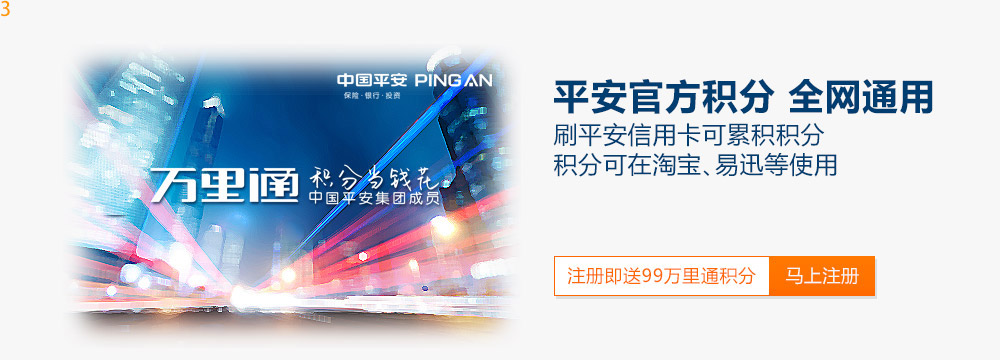 3
中国平安 PING AN
保险·银行·投资
万里通 积分当钱花
中国平安集团成员
平安官方积分 全网通用
刷平安信用卡可累积积分
积分可在淘宝、易迅等使用
注册即送99万里通积分 马上注册